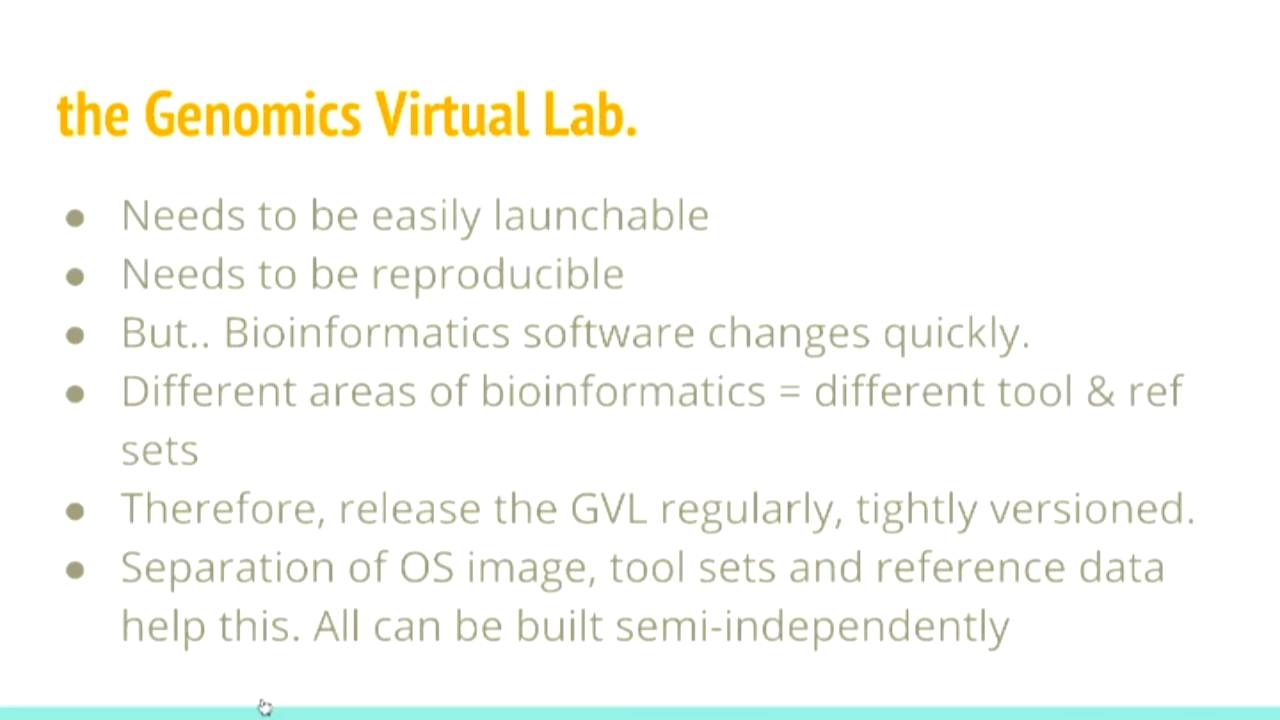 the Genomics Virtual Lab.
● Needs to be easily launchable
● Needs to be reproducible
● But.. Bioinformatics software changes quickly.
● Different areas of bioinformatics = different tool & ref
sets
● Therefore, release the GVL regularly, tightly versioned.
● Separation of OS image, tool sets and reference data
help this. All can be built semi-independently